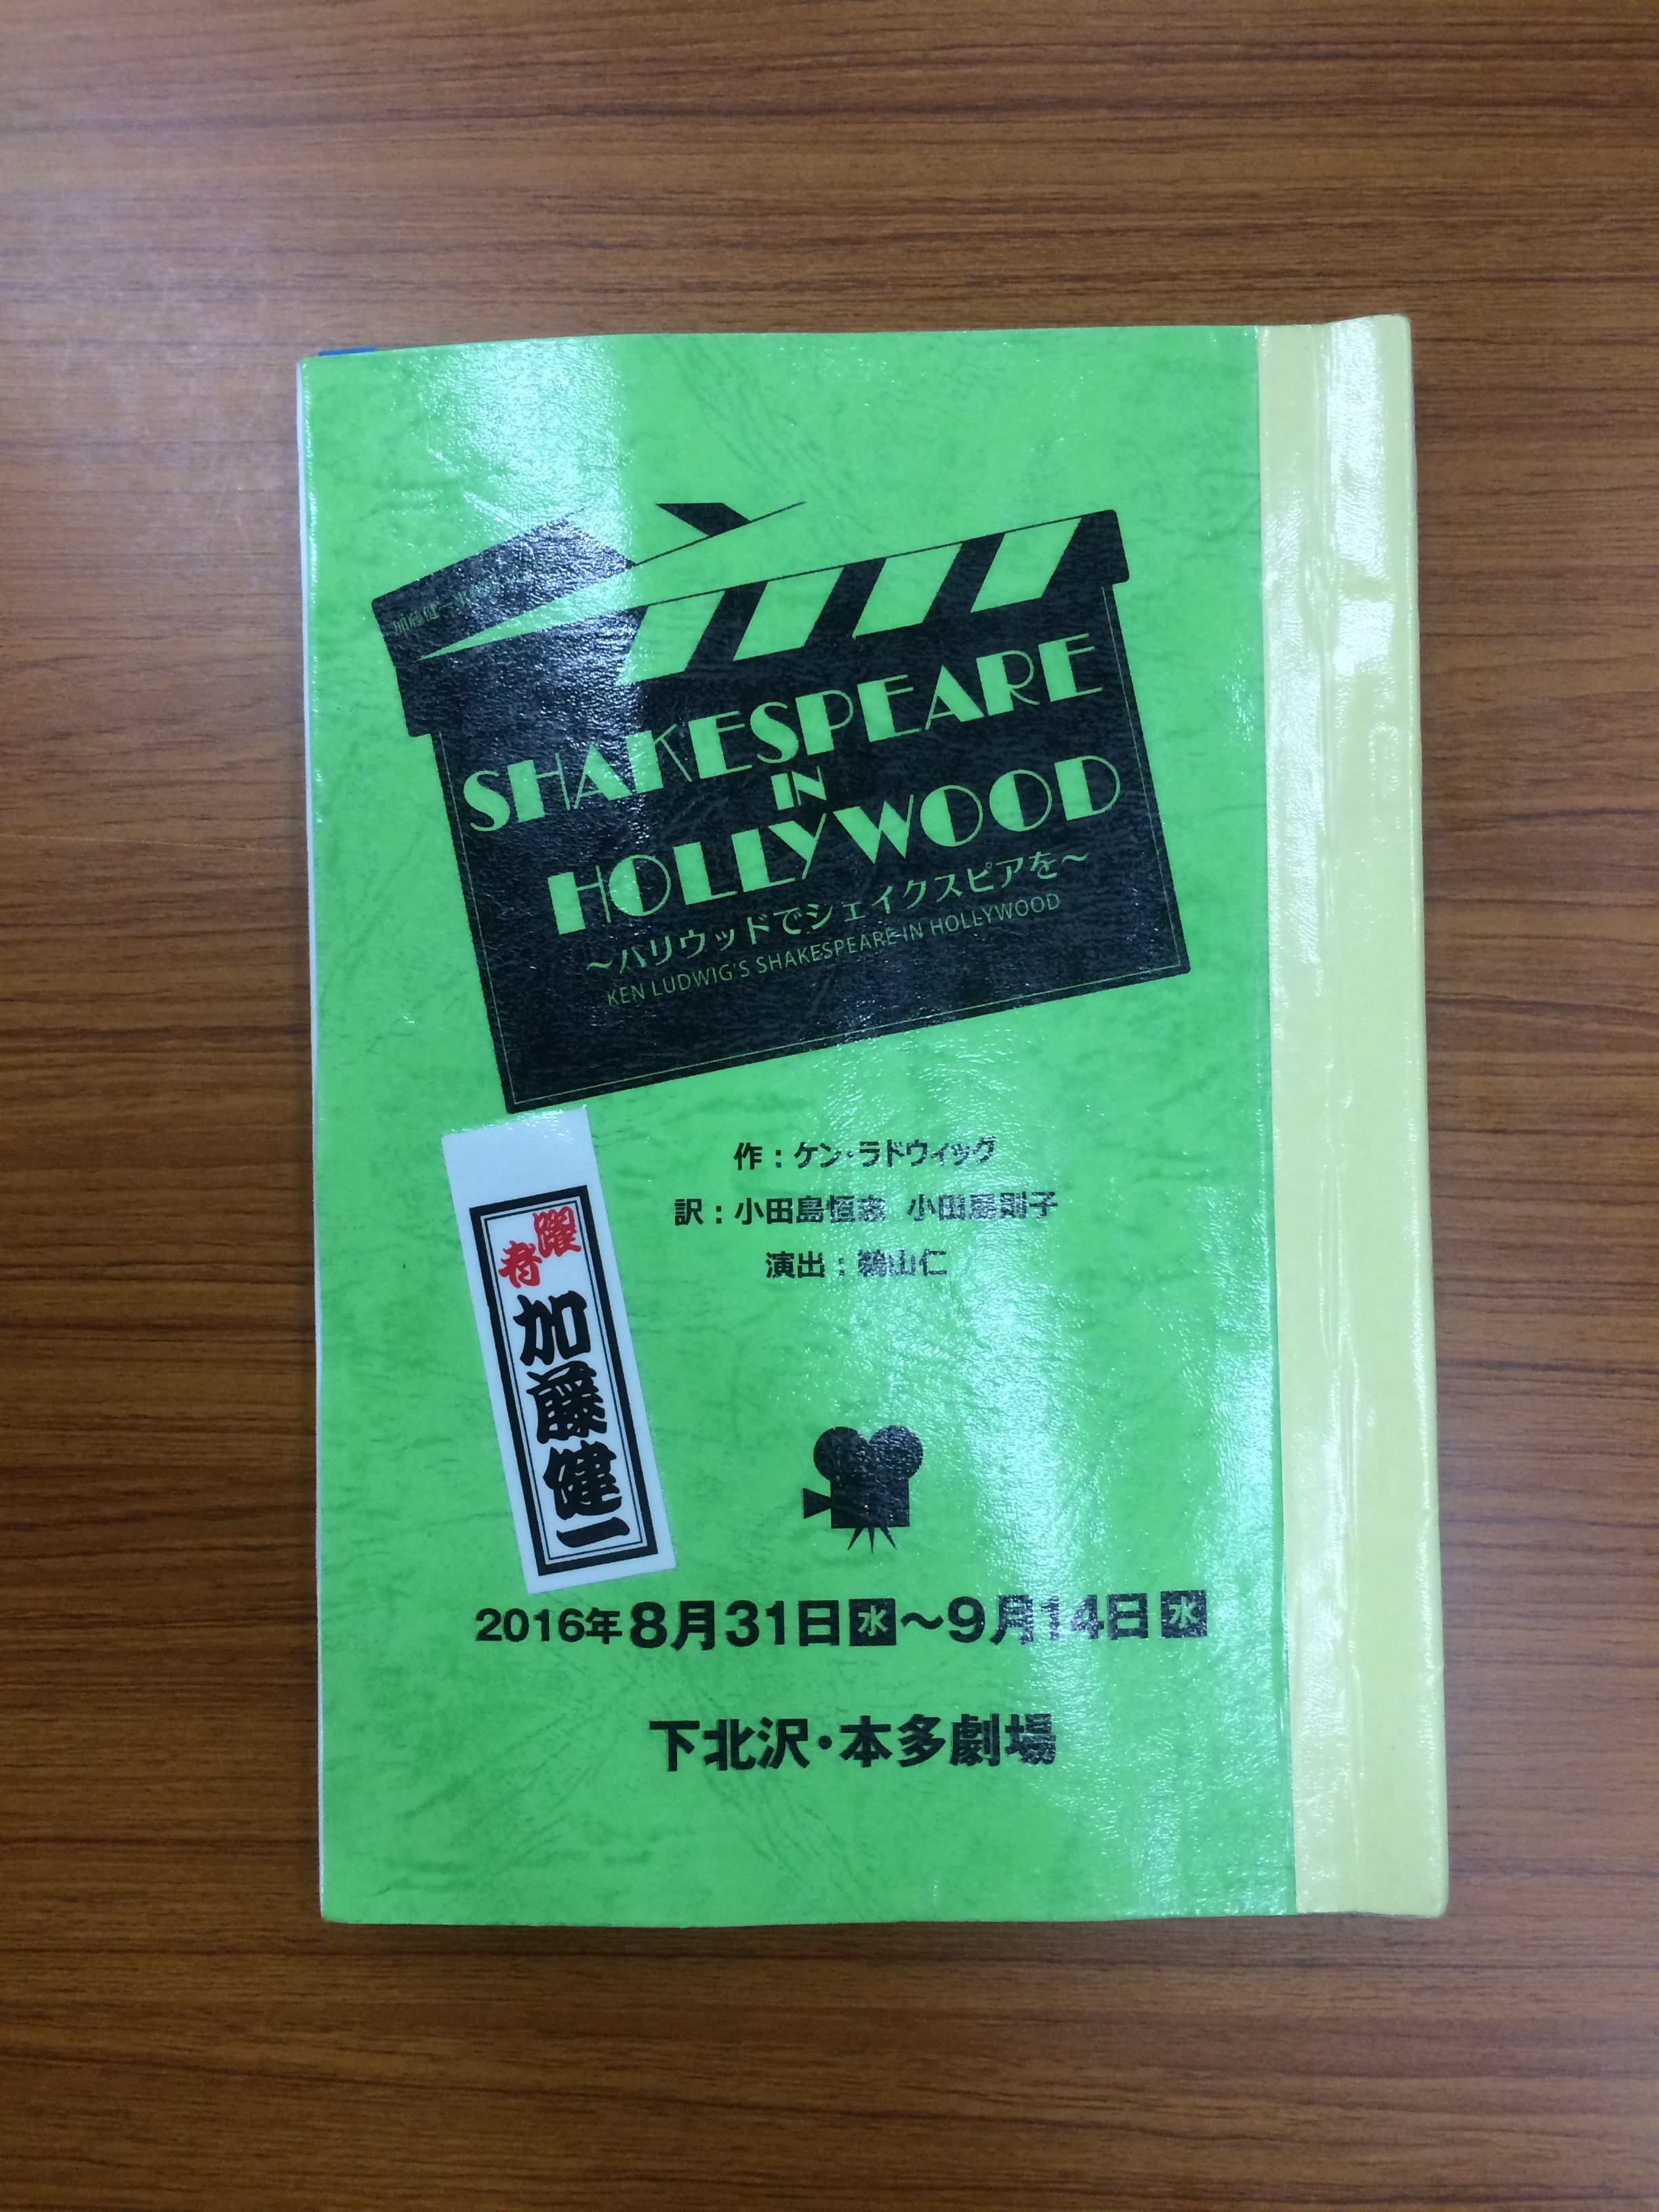 SHAKESPEARE
IN
HOLLYWOOD
〜ハリウッドでシェイクスピアを〜
KEN LUDWIG'S SHAKESPEARE IN HOLLYWOOD
作：ケン・ラドウィッグ
訳：小田島恒志 小田島則子
演出：鵜山仁
加藤健一
2016年8月31日水〜9月14日水
下北沢・本多劇場